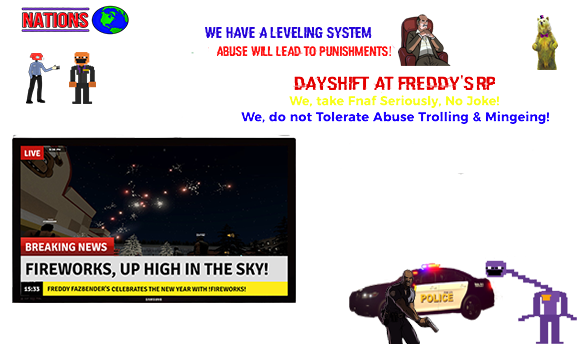 NATIONS
WE HAVE A LEVELING SYSTEM
ABUSE WILL LEAD TO PUNISHMENTS!
DAYSHIFT AT FREDDY'S RP
We, take Fnaf Seriously. No Joke!
We, do not Tolerate Abuse Trolling & Mingeing!
LIVE
BREAKING NEWS
FIREWORKS, UP HIGH IN THE SKY!
15:33 FREDDY FAZBENDER'S CELEBRATES THE NEW YEAR WITH !FIREWORKS!
SAMSUNG
POLICE